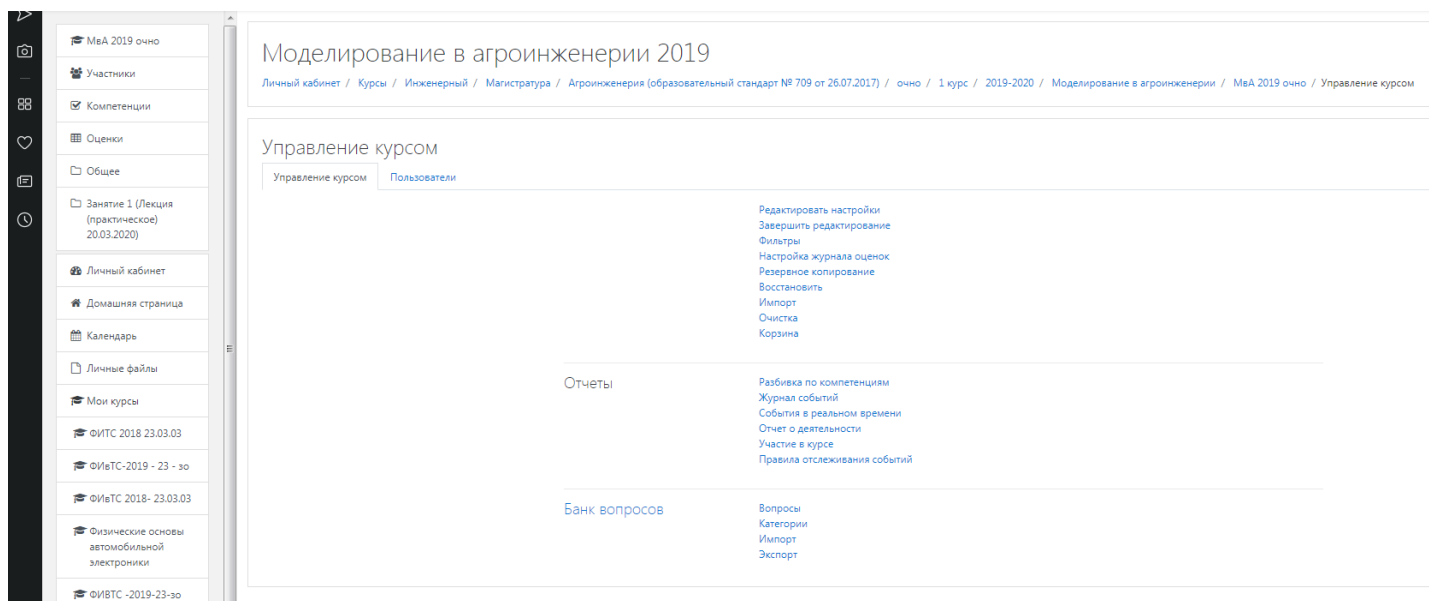 МвА 2019 очно
Участники
Компетенции
Оценки
Общее
Занятие 1 (Лекция
(практическое)
20.03.2020)
Личный кабинет
Домашняя страница
Календарь
Личные файлы
Мои курсы
ФИТС 2018 23.03.03
ФИвТС-2019 - 23 - зо
ФИвТС 2018- 23.03.03
Физические основы
автомобильной
электроники
ФИВТС -2019-23-зо
Моделирование в агроинженерии 2019
Личный кабинет / Курсы / Инженерный / Магистратура / Агроинженерия (образовательный стандарт № 709 от 26.07.2017) / очно / 1 курс / 2019-2020 / Моделирование в агроинженерии / МвА 2019 очно / Управление курсом
Управление курсом
Управление курсом Пользователи
Редактировать настройки
Завершить редактирование
Фильтры
Настройка журнала оценок
Резервное копирование
Восстановить
Импорт
Очистка
Корзина
Отчеты
Разбивка по компетенциям
Журнал событий
События в реальном времени
Отчет о деятельности
Участие в курсе
Правила отслеживания событий
Банк вопросов
Вопросы
Категории
Импорт
Экспорт